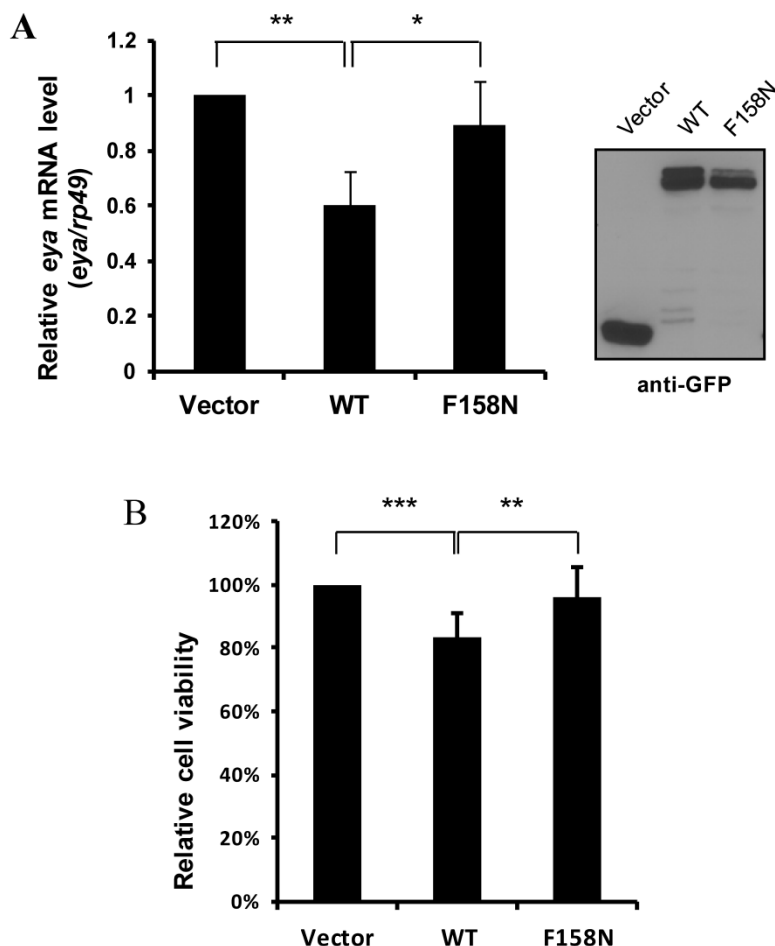 A
Relative eya mRNA level
(eya/rp49)
1.2
1
0.8
0.6
0.4
0.2
0
**
*
Vector
WT
F158N
Vector
WT
F158N
anti-GFP
B
Relative cell viability
120%
100%
80%
60%
40%
20%
0%
***
**
Vector
WT
F158N